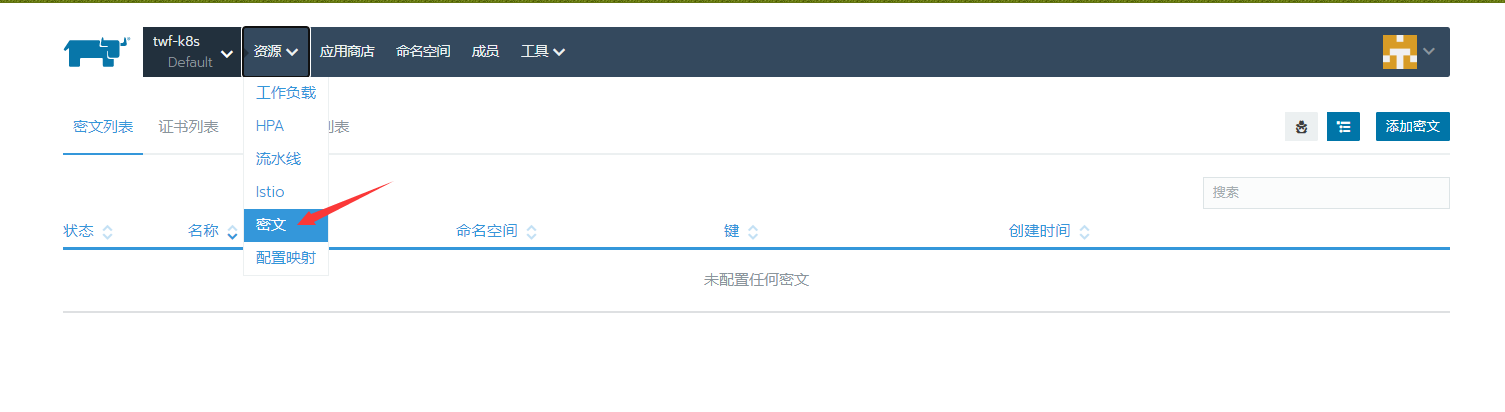 twf-k8s
Default
资源
应用商店
命名空间
成员
工具
工作负载
HPA
流水线
Istio
密文
配置映射
密文列表
证书列表
列表
添加密文
搜索
状态
名称
命名空间
键
创建时间
未配置任何密文